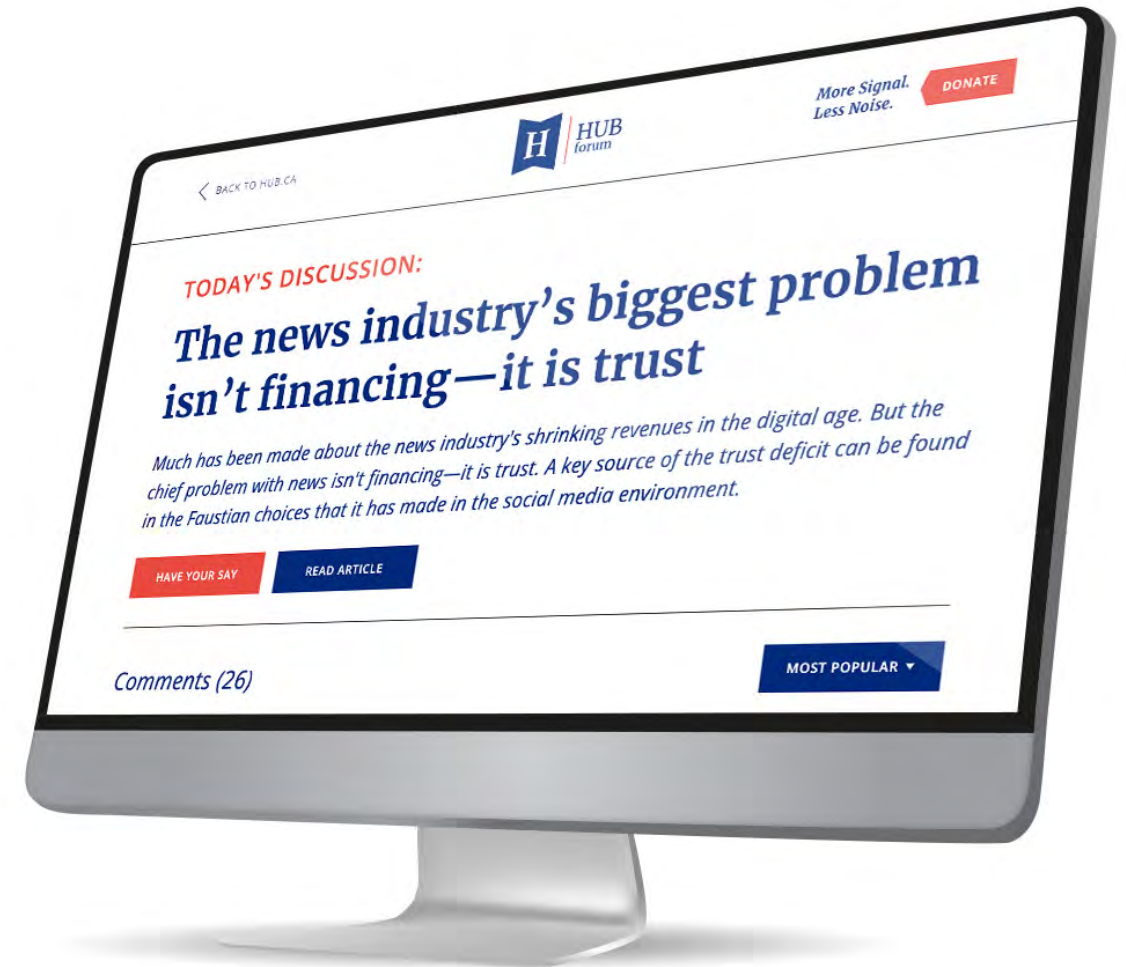 BACK TO HUB.CA
H
HUB
forum
More Signal.
Less Noise.
DONATE
TODAY'S DISCUSSION:
The news industry’s biggest problem
isn’t financing—it is trust
Much has been made about the news industry's shrinking revenues in the digital age. But the
chief problem with news isn't financing—it is trust. A key source of the trust deficit can be found
in the Faustian choices that it has made in the social media environment.
HAVE YOUR SAY
READ ARTICLE
Comments (26)
MOST POPULAR